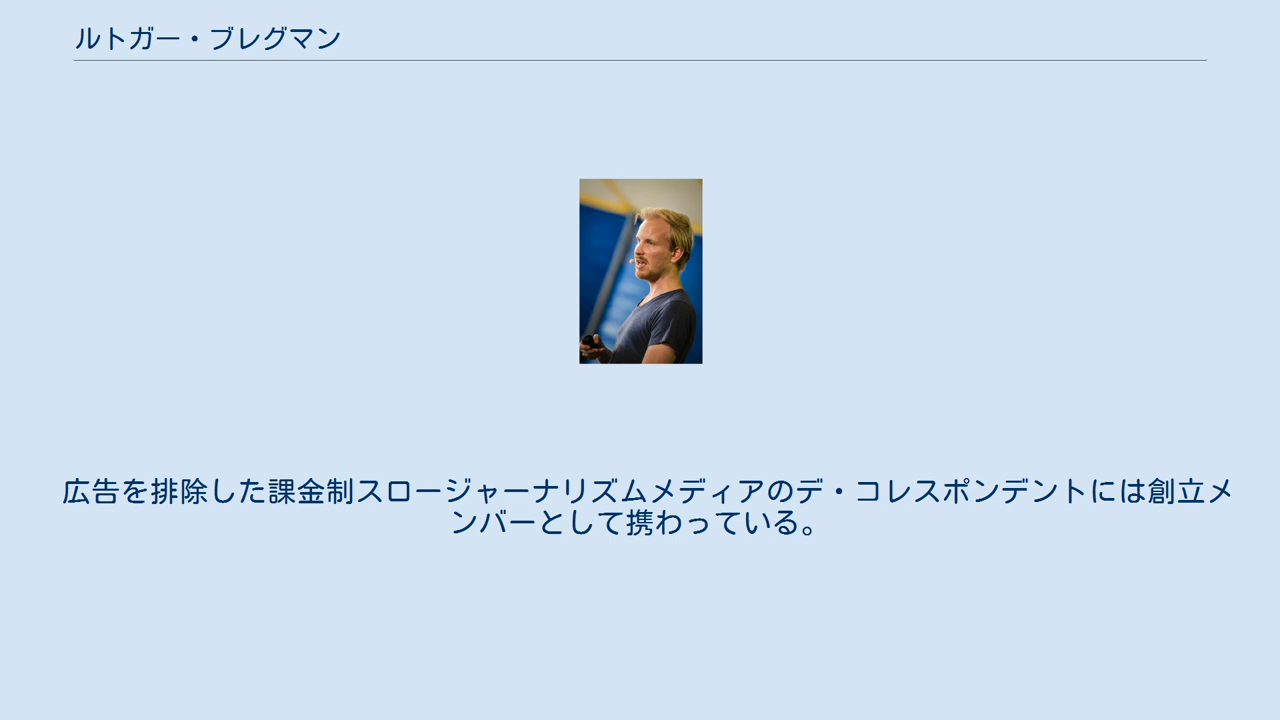 ルトガー・ブレグマン
広告を排除した課金制スロージャーナリズムメディアのデ・コレスポンデントには創立メ
ンバーとして携わっている。